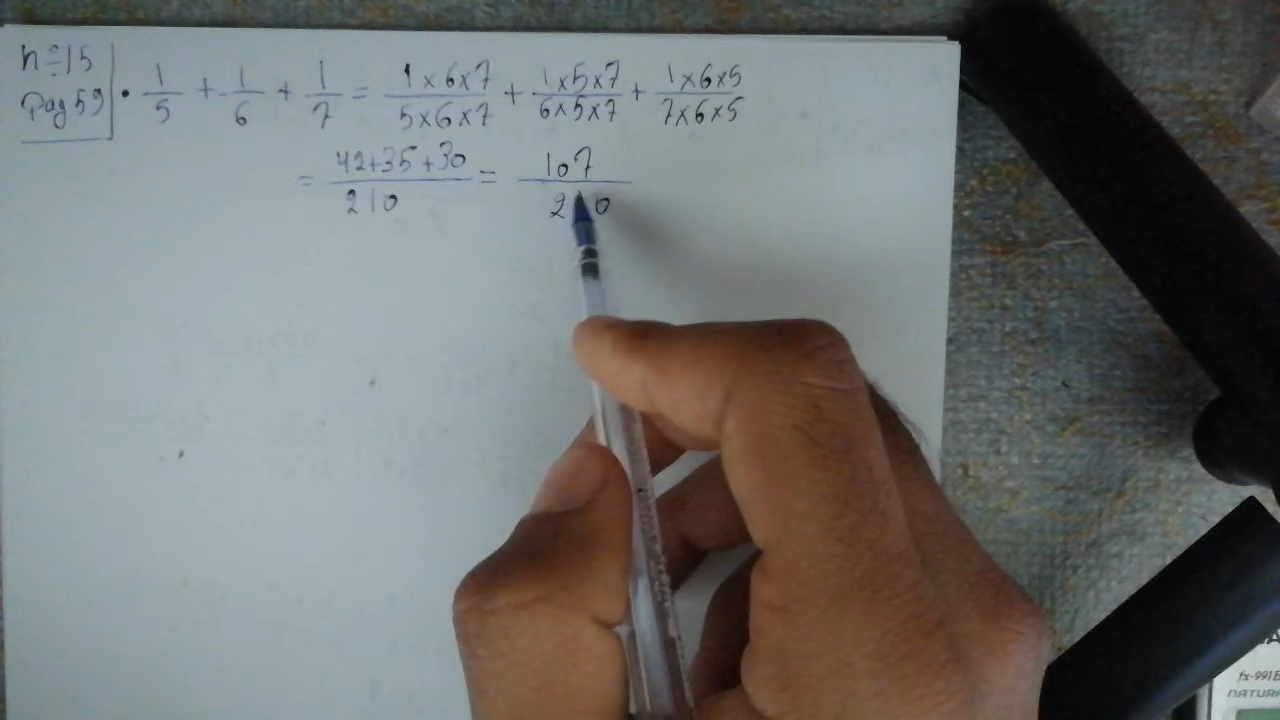 n°15
Pag 59
• 1/5 + 1/6 + 1/7 = 1×6×7/5×6×7 + 1×5×7/6×5×7 + 1×6×5/7×6×5
= 42+35+30/210 = 107/210
fx-991E
NATURA